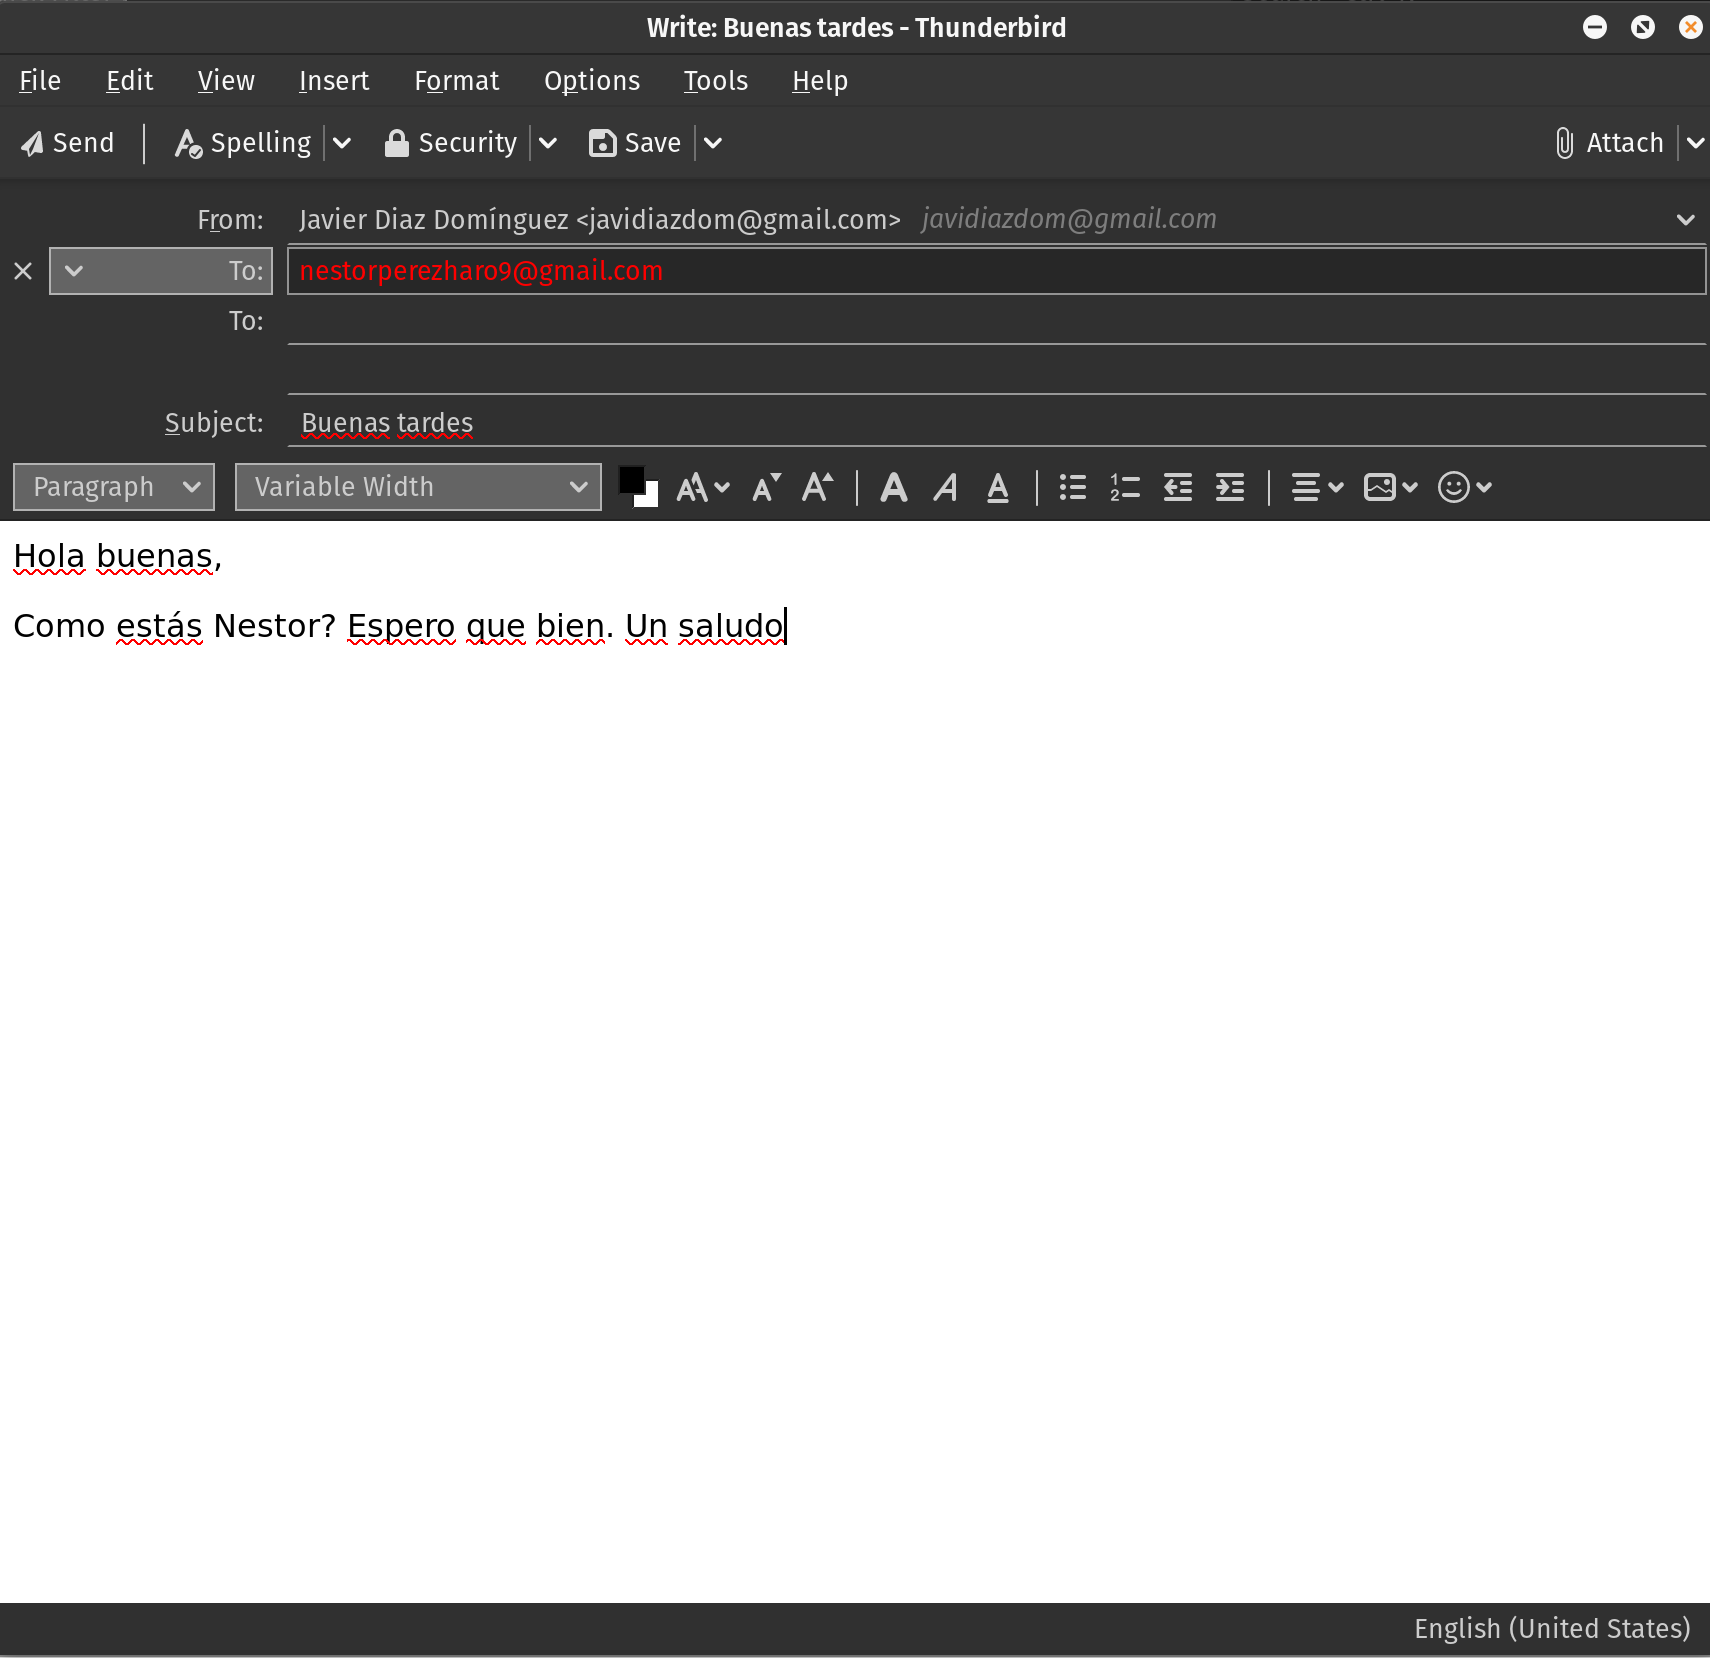 Write: Buenas tardes - Thunderbird
File Edit View Insert Format Options Tools Help
Send Spelling Security Save Attach
From: Javier Diaz Domínguez <javidiazdom@gmail.com> javidiazdom@gmail.com
To: nestorperezharo9@gmail.com
To:
Subject: Buenas tardes
Paragraph Variable Width
Hola buenas,
Como estás Nestor? Espero que bien. Un saludo
English (United States)